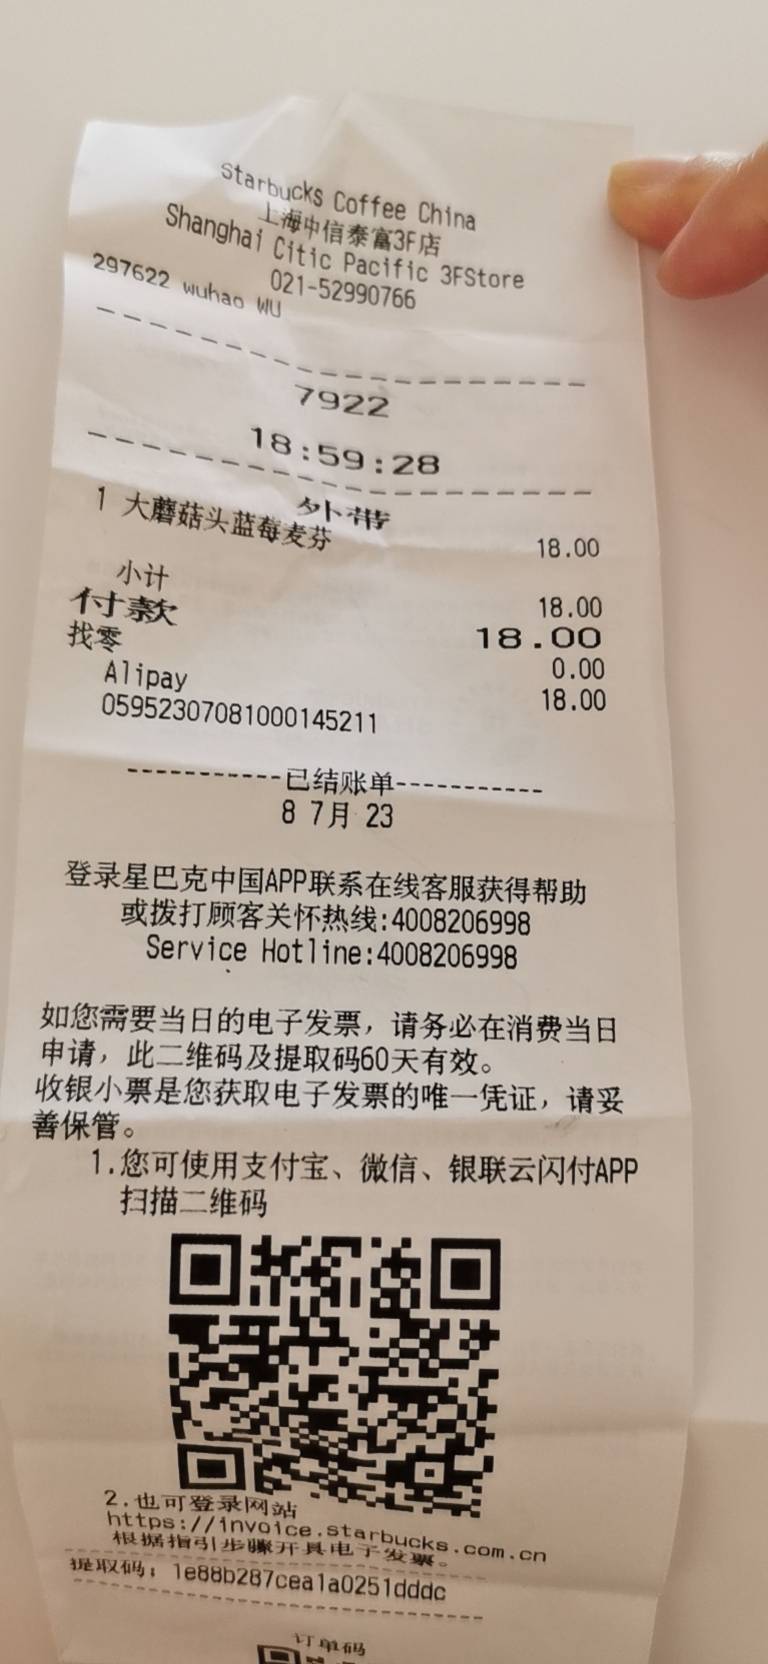 Starbucks Coffee China
上海中信泰富3F店
Shanghai Citic Pacific 3FStore
021-52990766
297622 wuhao WU
7922
18:59:28
外带
1 大蘑菇头蓝莓麦芬 18.00
小计 18.00
付款 18.00
找零 0.00
Alipay 18.00
05952307081000145211
-----------已结账单-----------
8 7月 23
登录星巴克中国APP联系在线客服获得帮助
或拨打顾客关怀热线:4008206998
Service Hotline:4008206998
如您需要当日的电子发票，请务必在消费当日
申请，此二维码及提取码60天有效。
收银小票是您获取电子发票的唯一凭证，请妥
善保管。
1.您可使用支付宝、微信、银联云闪付APP
扫描二维码
2.也可登录网站
https://invoice.starbucks.com.cn
根据指引步骤开具电子发票。
提取码：1e88b287cea1a0251dddc
订单码